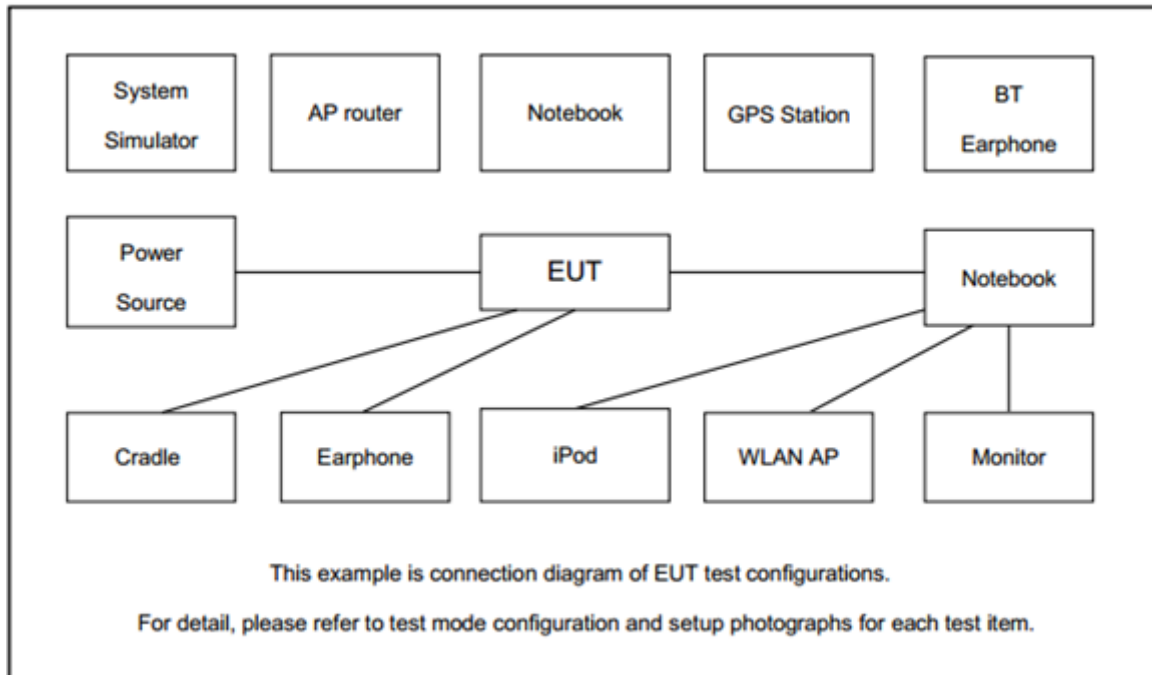 System
Simulator
AP router
Notebook
GPS Station
BT
Earphone
Power
Source
EUT
Notebook
Cradle
Earphone
iPod
WLAN AP
Monitor
This example is connection diagram of EUT test configurations.
For detail, please refer to test mode configuration and setup photographs for each test item.